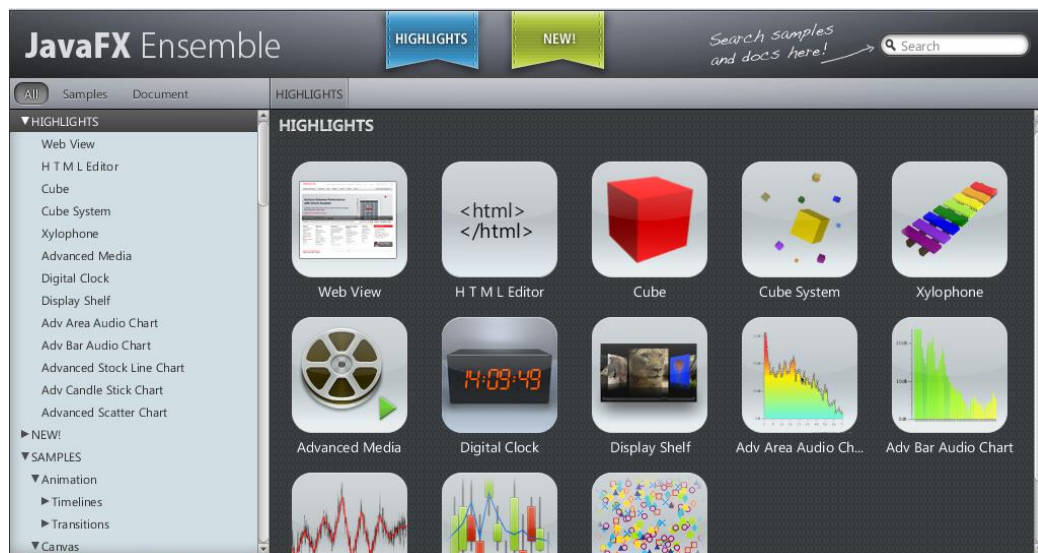 JavaFX Ensemble
HIGHLIGHTS
NEW!
Search samples
and docs here!
Search
All Samples Document
HIGHLIGHTS
▼HIGHLIGHTS
Web View
H T M L Editor
Cube
Cube System
Xylophone
Advanced Media
Digital Clock
Display Shelf
Adv Area Audio Chart
Adv Bar Audio Chart
Advanced Stock Line Chart
Adv Candle Stick Chart
Advanced Scatter Chart
▶NEW!
▼SAMPLES
▼Animation
▶Timelines
▶Transitions
▼Canvas
HIGHLIGHTS
<html>
</html>
Web View
H T M L Editor
Cube
Cube System
Xylophone
14:09:49
Advanced Media
Digital Clock
Display Shelf
Adv Area Audio Ch...
Adv Bar Audio Chart